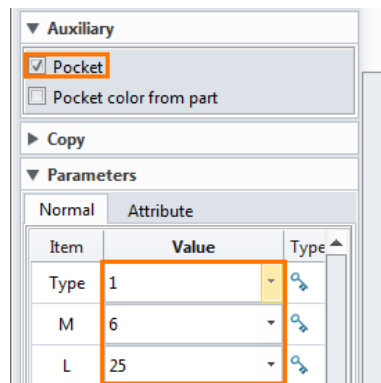 Auxiliary
Pocket
Pocket color from part
Copy
Parameters
Normal Attribute
Item Value Type
Type 1
M 6
L 25